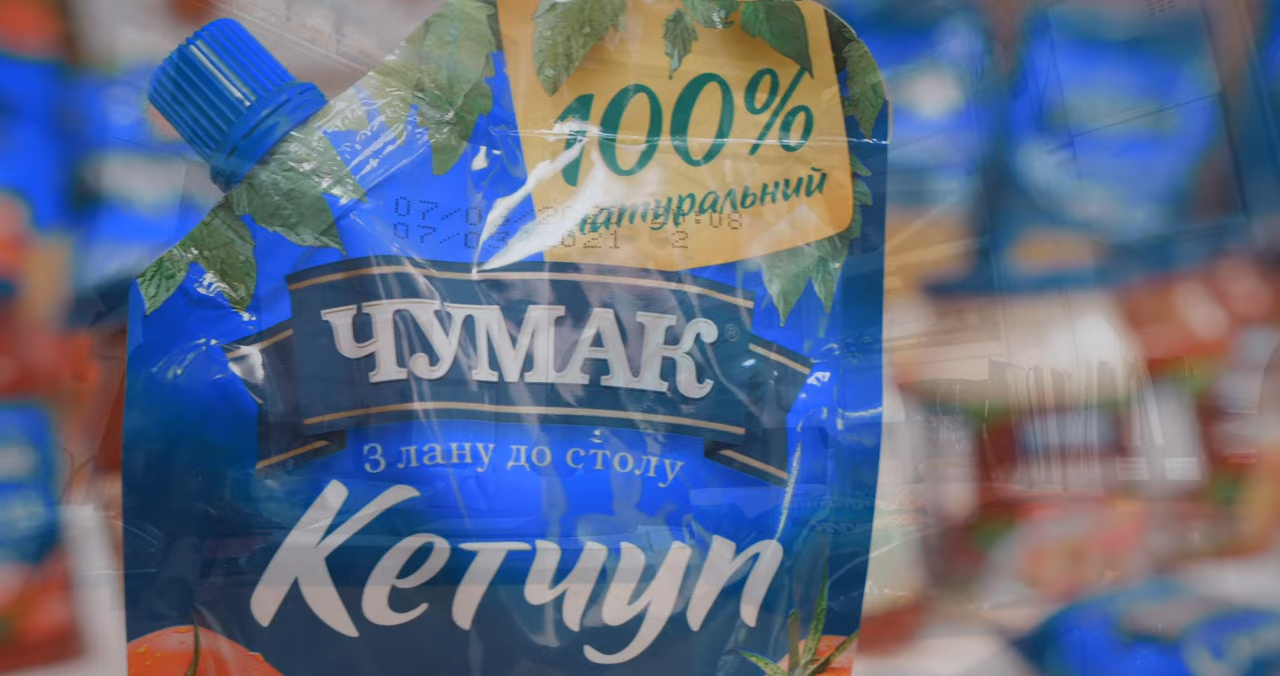 100%
натуральний
ЧУМАК®
З лану до столу
Кетчуп